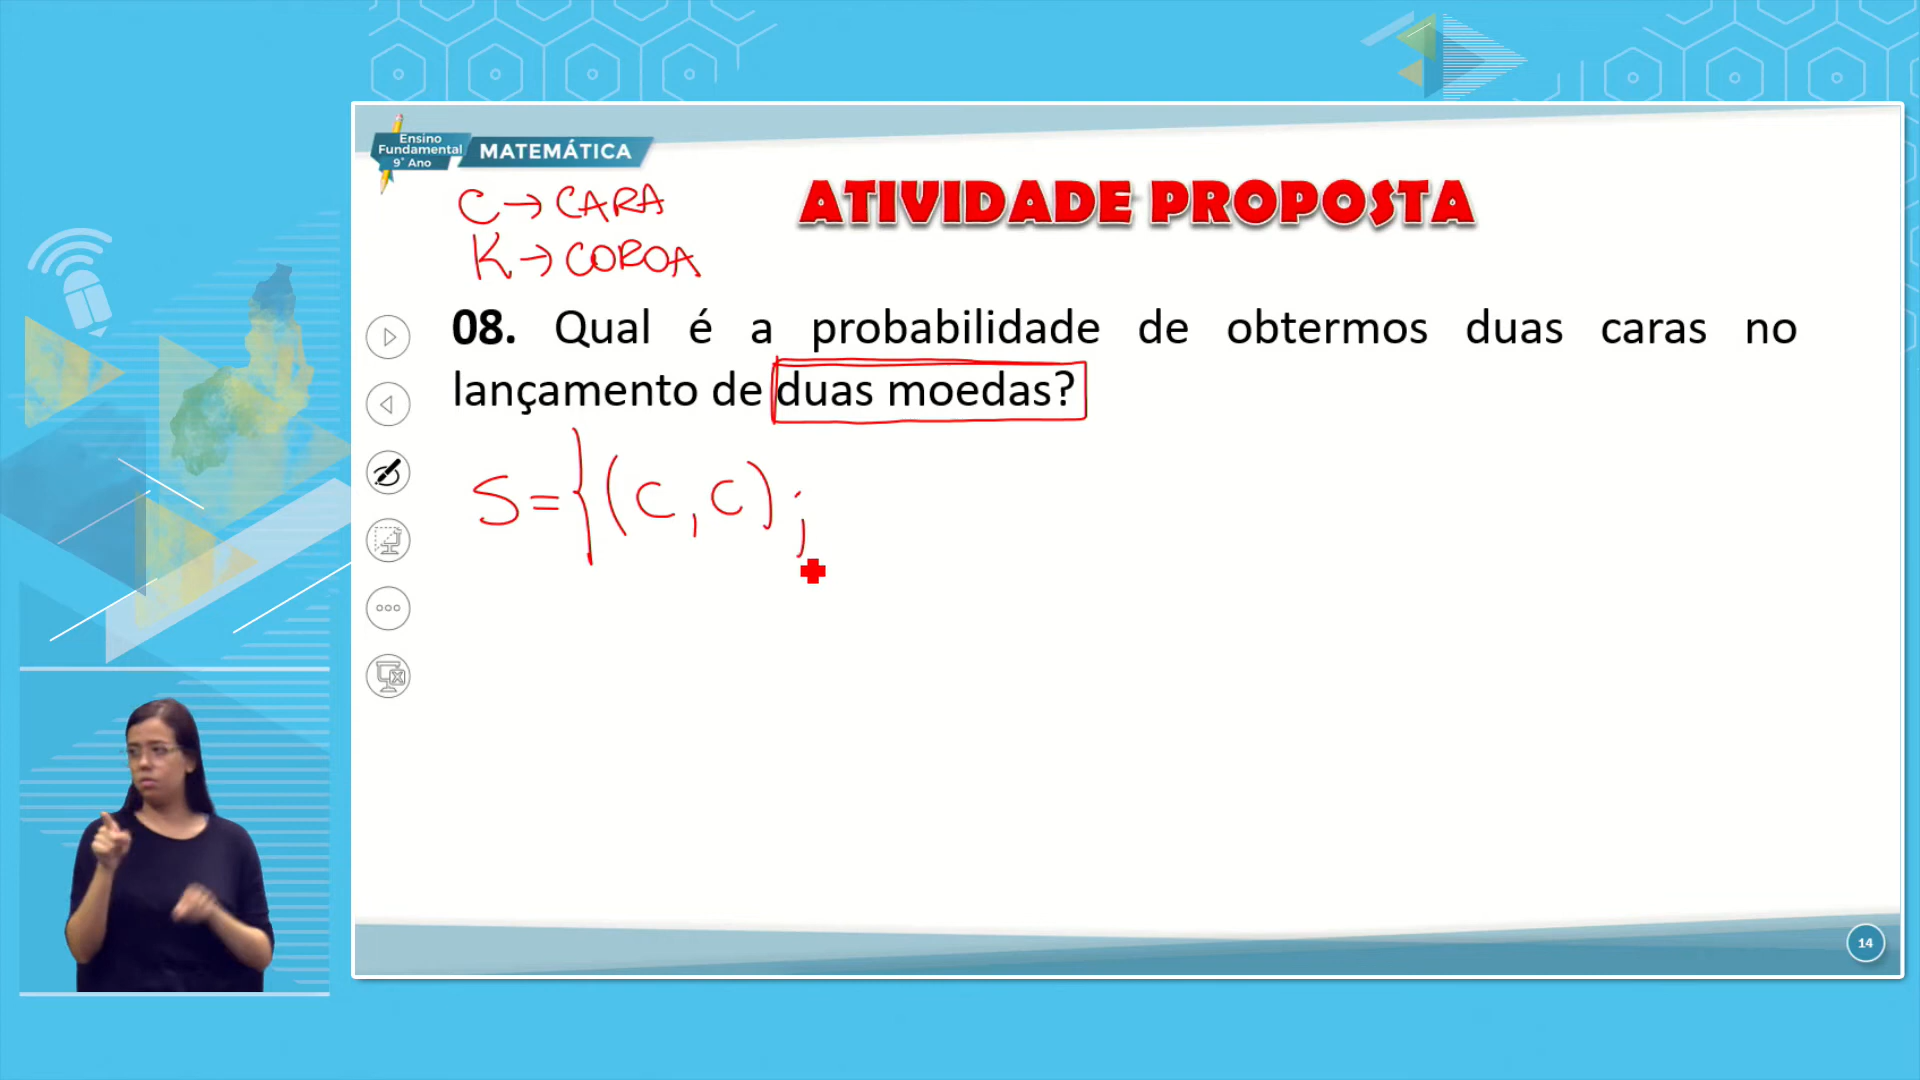 Ensino
Fundamental
9° Ano
MATEMÁTICA
C → CARA
K → COROA
ATIVIDADE PROPOSTA
08. Qual é a probabilidade de obtermos duas caras no
lançamento de duas moedas?
S={(C,C);
14